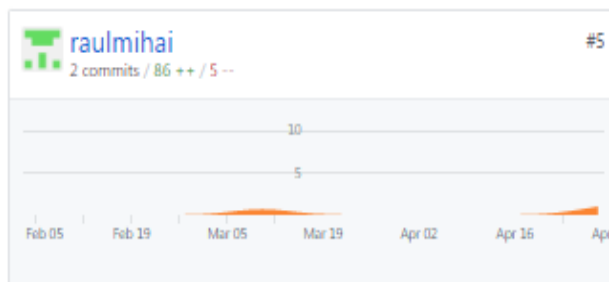 raulmihai
#5
2 commits / 86 ++ / 5 --
10
5
Feb 05 Feb 19 Mar 05 Mar 19 Apr 02 Apr 16 Ap